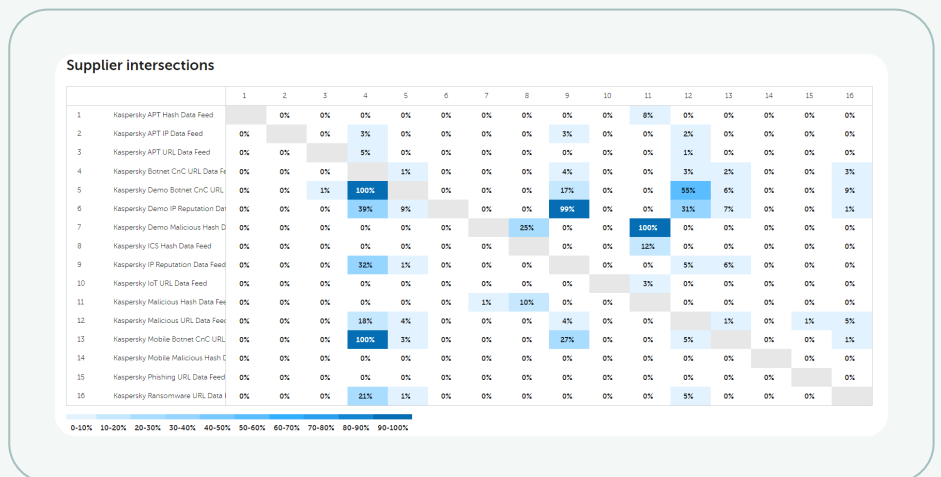 Supplier intersections
1 2 3 4 5 6 7 8 9 10 11 12 13 14 15 16
1 Kaspersky APT Hash Data Feed 0% 0% 0% 0% 0% 0% 0% 0% 0% 8% 0% 0% 0% 0% 0%
2 Kaspersky APT IP Data Feed 0% 0% 3% 0% 0% 0% 0% 3% 0% 0% 2% 0% 0% 0% 0%
3 Kaspersky APT URL Data Feed 0% 0% 5% 0% 0% 0% 0% 0% 0% 0% 1% 0% 0% 0% 0%
4 Kaspersky Botnet CnC URL Data Fe 0% 0% 0% 1% 0% 0% 0% 4% 0% 0% 3% 2% 0% 0% 3%
5 Kaspersky Demo Botnet CnC URL 0% 0% 1% 100% 0% 0% 0% 17% 0% 0% 55% 6% 0% 0% 9%
6 Kaspersky Demo IP Reputation Dat 0% 0% 0% 39% 9% 0% 0% 99% 0% 0% 31% 7% 0% 0% 1%
7 Kaspersky Demo Malicious Hash D 0% 0% 0% 0% 0% 0% 25% 0% 0% 100% 0% 0% 0% 0% 0%
8 Kaspersky ICS Hash Data Feed 0% 0% 0% 0% 0% 0% 0% 0% 0% 12% 0% 0% 0% 0% 0%
9 Kaspersky IP Reputation Data Feed 0% 0% 0% 32% 1% 0% 0% 0% 0% 0% 5% 6% 0% 0% 0%
10 Kaspersky IoT URL Data Feed 0% 0% 0% 0% 0% 0% 0% 0% 0% 3% 0% 0% 0% 0% 0%
11 Kaspersky Malicious Hash Data Fee 0% 0% 0% 0% 0% 0% 1% 10% 0% 0% 0% 0% 0% 0% 0%
12 Kaspersky Malicious URL Data Feed 0% 0% 0% 18% 4% 0% 0% 0% 4% 0% 0% 1% 0% 1% 5%
13 Kaspersky Mobile Botnet CnC URL 0% 0% 0% 100% 3% 0% 0% 0% 27% 0% 0% 5% 0% 0% 1%
14 Kaspersky Mobile Malicious Hash D 0% 0% 0% 0% 0% 0% 0% 0% 0% 0% 0% 0% 0% 0% 0%
15 Kaspersky Phishing URL Data Feed 0% 0% 0% 0% 0% 0% 0% 0% 0% 0% 0% 0% 0% 0% 0%
16 Kaspersky Ransomware URL Data 0% 0% 0% 21% 1% 0% 0% 0% 0% 0% 0% 5% 0% 0% 0%
0-10% 10-20% 20-30% 30-40% 40-50% 50-60% 60-70% 70-80% 80-90% 90-100%